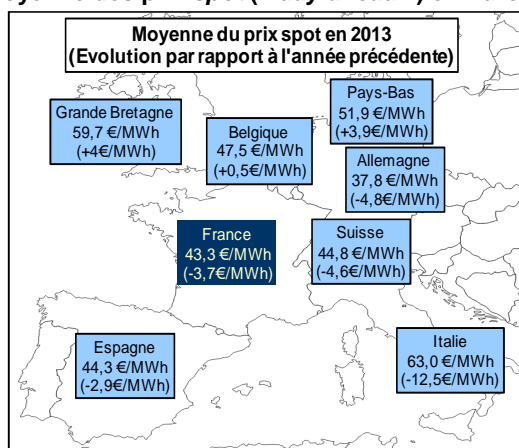 Moyenne du prix spot en 2013
(Evolution par rapport à l'année précédente)
Grande Bretagne
59,7 €/MWh
(+4€/MWh)
Belgique
47,5 €/MWh
(+0,5€/MWh)
Pays-Bas
51,9 €/MWh
(+3,9€/MWh)
Allemagne
37,8 €/MWh
(-4,8€/MWh)
France
43,3 €/MWh
(-3,7€/MWh)
Suisse
44,8 €/MWh
(-4,6€/MWh)
Espagne
44,3 €/MWh
(-2,9€/MWh)
Italie
63,0 €/MWh
(-12,5€/MWh)